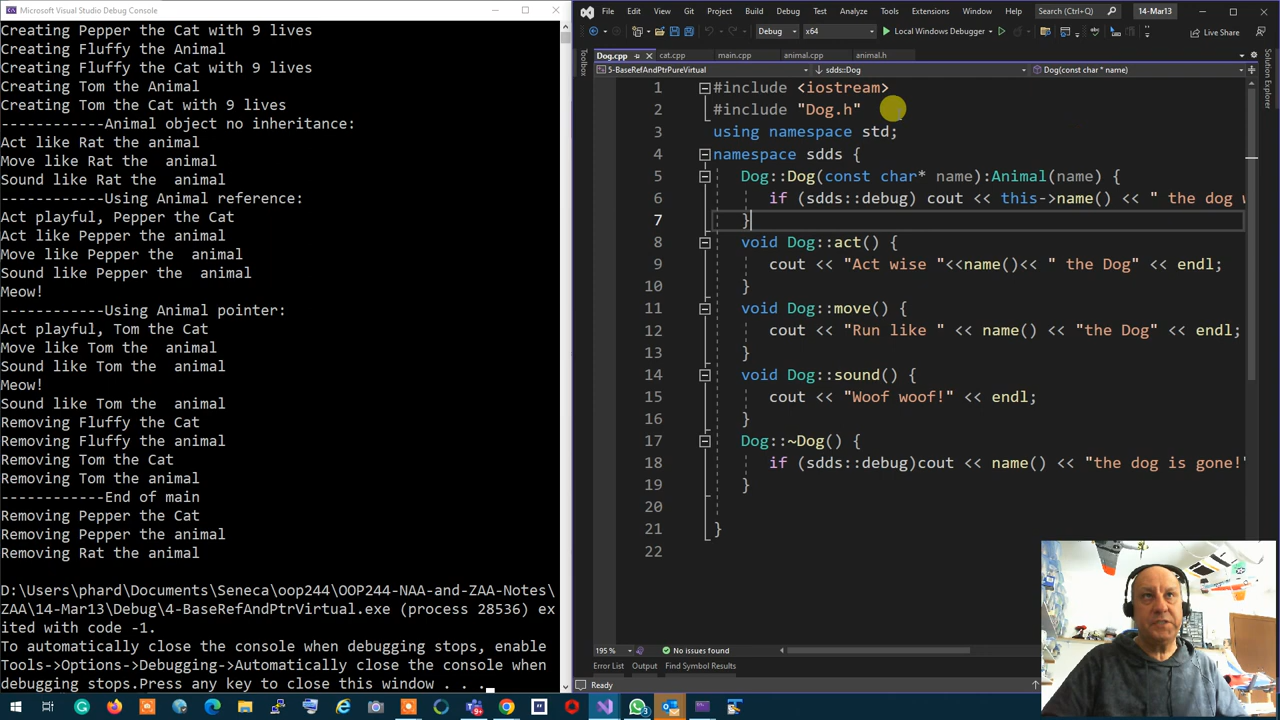 Microsoft Visual Studio Debug Console
Creating Pepper the Cat with 9 lives
Creating Fluffy the Animal
Creating Fluffy the Cat with 9 lives
Creating Tom the Animal
Creating Tom the Cat with 9 lives
------------Animal object no inheritance:
Act like Rat the  animal
Move like Rat the  animal
Sound like Rat the  animal
------------Using Animal reference:
Act playful, Pepper the Cat
Act like Pepper the  animal
Move like Pepper the  animal
Sound like Pepper the  animal
Meow!
------------Using Animal pointer:
Act playful, Tom the Cat
Move like Tom the  animal
Sound like Tom the  animal
Meow!
Sound like Tom the  animal
Removing Fluffy the Cat
Removing Fluffy the animal
Removing Tom the Cat
Removing Tom the animal
------------End of main
Removing Pepper the Cat
Removing Pepper the animal
Removing Rat the animal
D:\Users\phard\Documents\Seneca\oop244\OOP244-NAA-and-ZAA-Notes\
ZAA\14-Mar13\Debug\4-BaseRefAndPtrVirtual.exe (process 28536) ex
ited with code -1.
To automatically close the console when debugging stops, enable
Tools->Options->Debugging->Automatically close the console when
debugging stops.Press any key to close this window . . .
File Edit View Git Project Build Debug Test Analyze Tools Extensions Window Help Search (Ctrl+Q) 14-Mar13
Debug x64 Local Windows Debugger Live Share
Toolbox
Dog.cpp cat.cpp main.cpp animal.cpp animal.h
Solution Explorer
5-BaseRefAndPtrPureVirtual sdds::Dog Dog(const char * name)
1 #include <iostream>
2 #include "Dog.h"
3 using namespace std;
4 namespace sdds {
5 Dog::Dog(const char* name):Animal(name) {
6 if (sdds::debug) cout << this->name() << " the dog w
7 }
8 void Dog::act() {
9 cout << "Act wise "<<name()<< " the Dog" << endl;
10 }
11 void Dog::move() {
12 cout << "Run like " << name() << "the Dog" << endl;
13 }
14 void Dog::sound() {
15 cout << "Woof woof!" << endl;
16 }
17 Dog::~Dog() {
18 if (sdds::debug)cout << name() << "the dog is gone!"
19 }
20
21 }
22
195 % No issues found
Error List Output Find Symbol Results
Ready